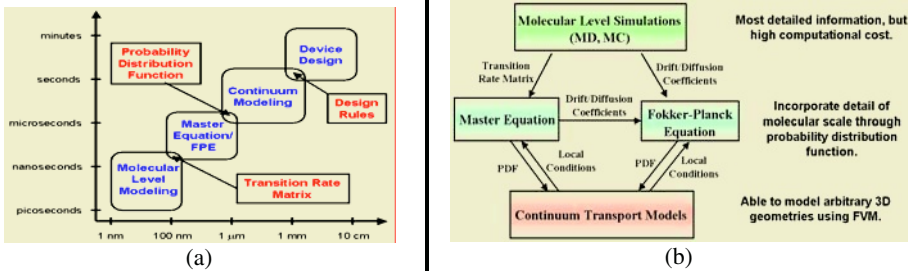 minutes
seconds
microseconds
nanoseconds
picoseconds
1 nm
100 nm
1 μm
1 mm
10 cm
Probability
Distribution
Function
Device
Design
Continuum
Modeling
Design
Rules
Master
Equation/
FPE
Molecular
Level
Modeling
Transition Rate
Matrix
(a)
Molecular Level Simulations
(MD, MC)
Most detailed information, but
high computational cost.
Transition
Rate Matrix
Drift/Diffusion
Coefficients
Master Equation
Drift/Diffusion
Coefficients
Fokker-Planck
Equation
Incorporate detail of
molecular scale through
probability distribution
function.
PDF
Local
Conditions
PDF
Local
Conditions
Continuum Transport Models
Able to model arbitrary 3D
geometries using FVM.
(b)